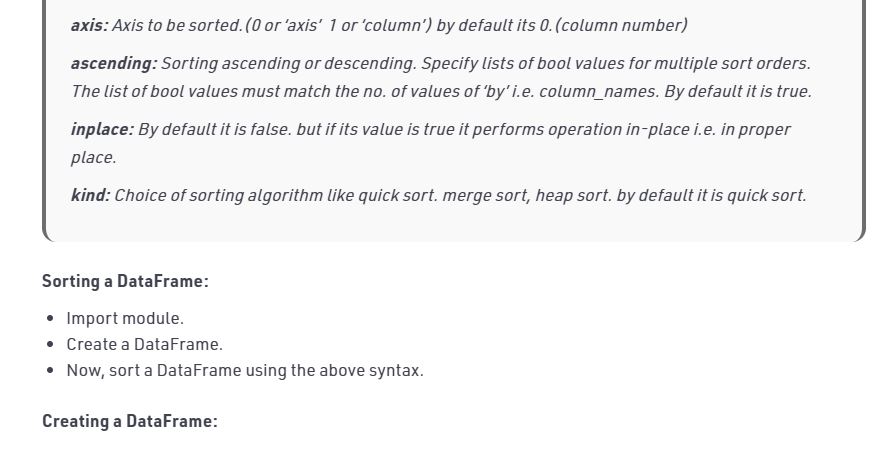 axis: Axis to be sorted.(0 or ‘axis’ 1 or ‘column’) by default its 0.(column number)
ascending: Sorting ascending or descending. Specify lists of bool values for multiple sort orders.
The list of bool values must match the no. of values of ‘by’ i.e. column_names. By default it is true.
inplace: By default it is false. but if its value is true it performs operation in-place i.e. in proper
place.
kind: Choice of sorting algorithm like quick sort. merge sort, heap sort. by default it is quick sort.
Sorting a DataFrame:
• Import module.
• Create a DataFrame.
• Now, sort a DataFrame using the above syntax.
Creating a DataFrame: